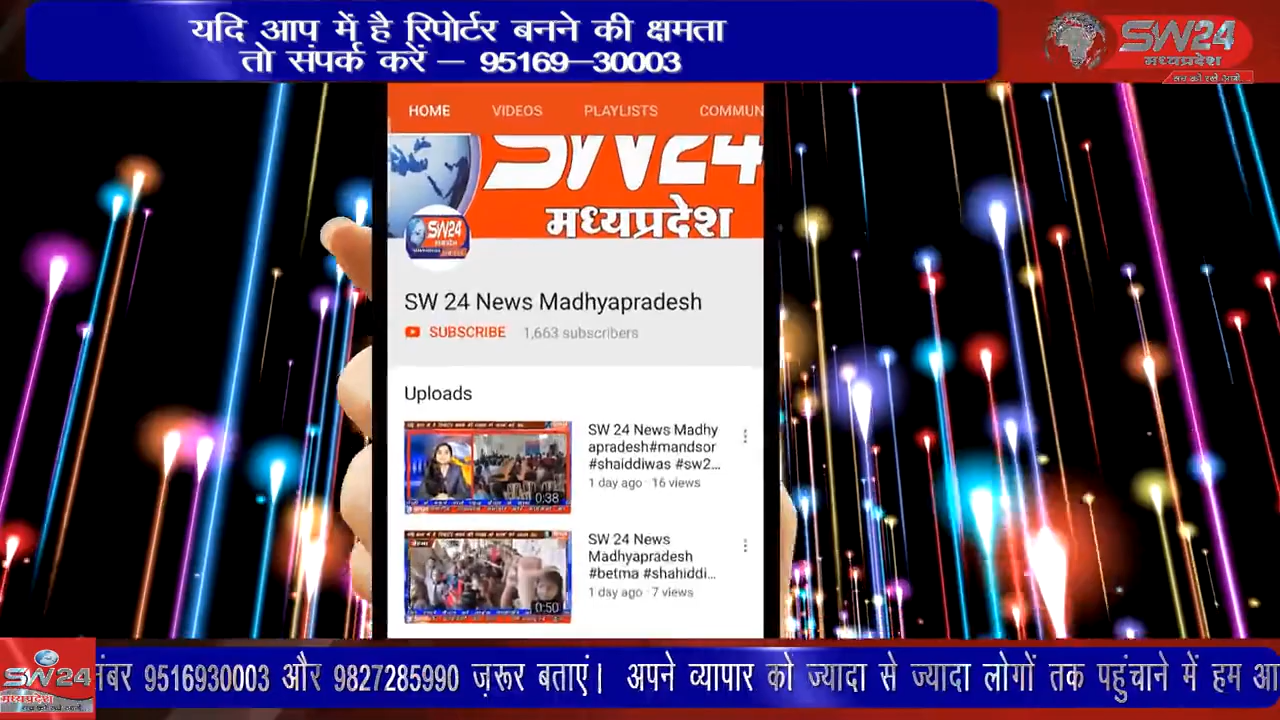 यदि आप में है रिपोर्टर बनने की क्षमता
तो संपर्क करें – 95169–30003
SW24
मध्यप्रदेश
HOME VIDEOS PLAYLISTS COMMUN
SW24
मध्यप्रदेश
SW24
SW 24 News Madhyapradesh
SUBSCRIBE 1,663 subscribers
Uploads
SW 24 News Madhy
apradesh#mandsor
#shaiddiwas #sw2...
1 day ago · 16 views
0:38
SW 24 News
Madhyapradesh
#betma #shahiddi...
1 day ago · 7 views
0:50
SW24
मध्यप्रदेश
नंबर 9516930003 और 9827285990 ज़रूर बताएं। अपने व्यापार को ज्यादा से ज्यादा लोगों तक पहुंचाने में हम आ